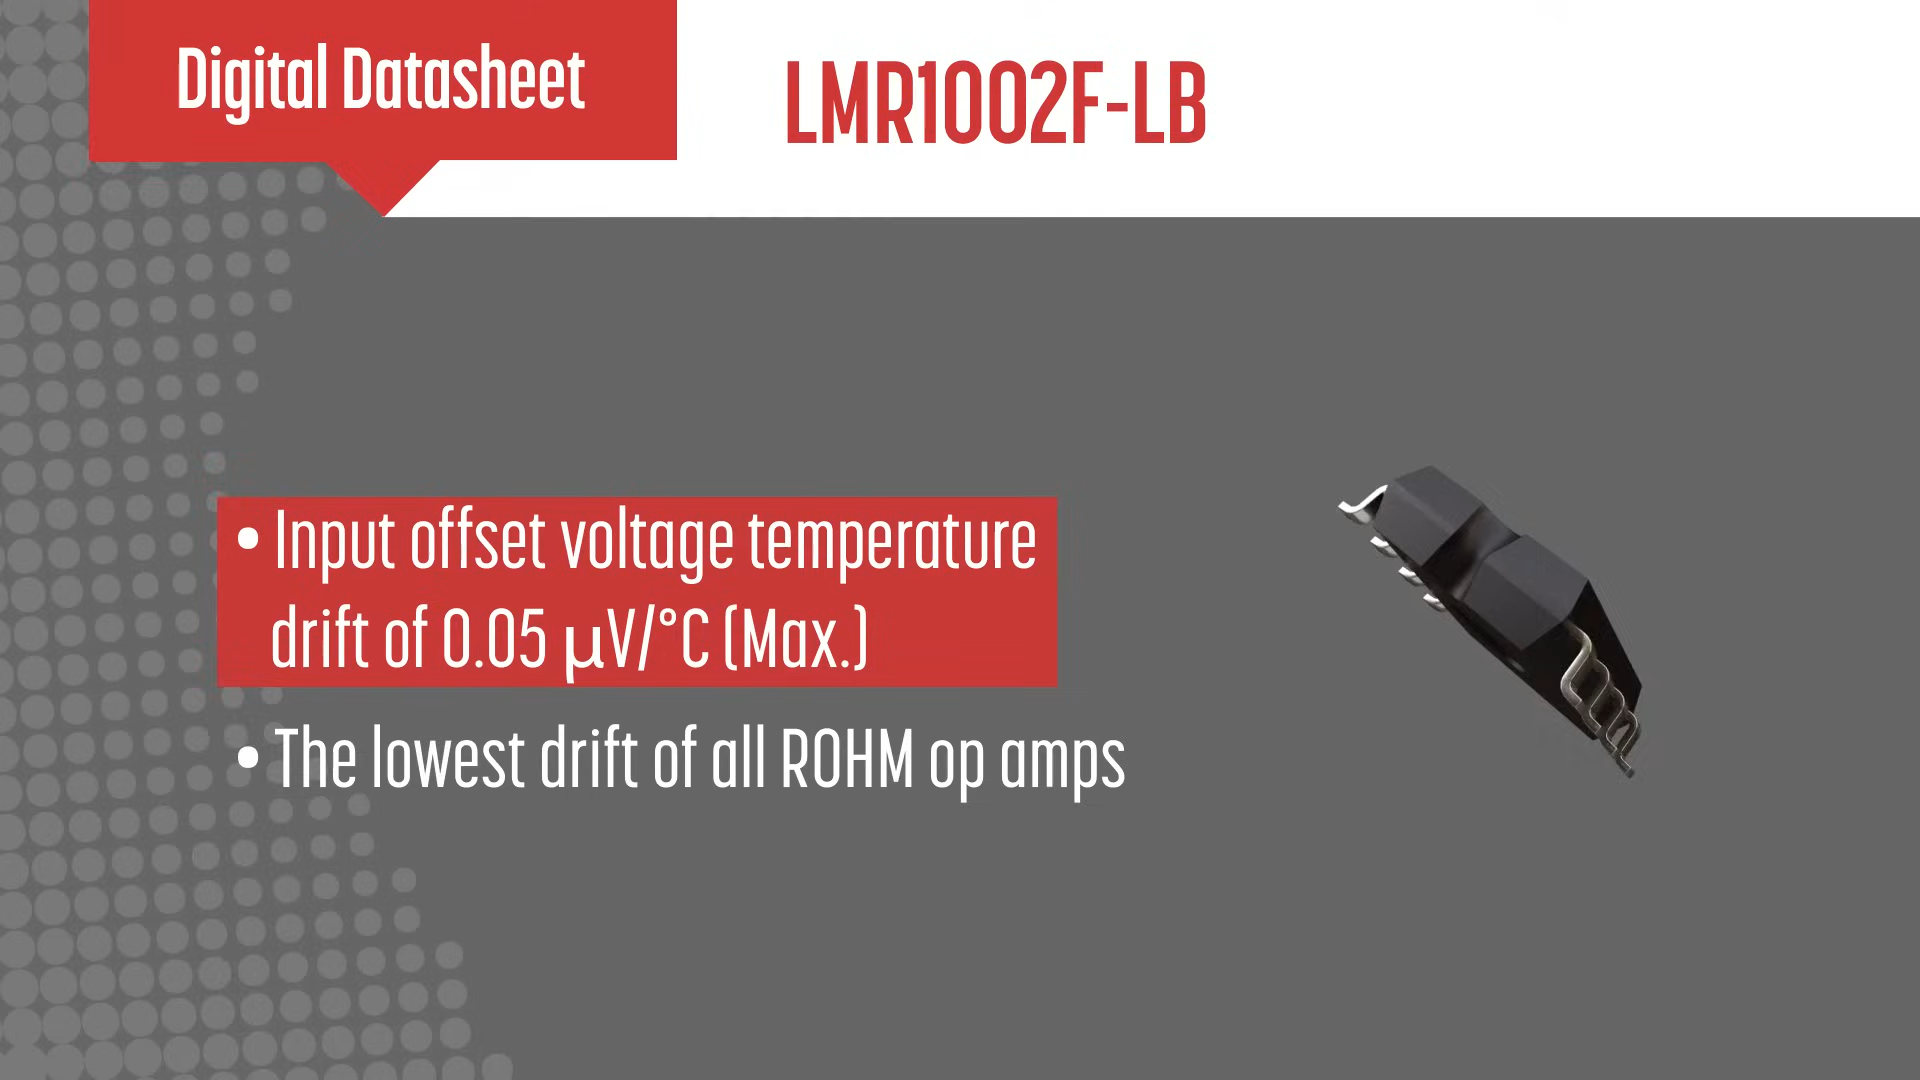 Digital Datasheet
LMR1002F-LB
• Input offset voltage temperature
drift of 0.05 µV/°C (Max.)
• The lowest drift of all ROHM op amps